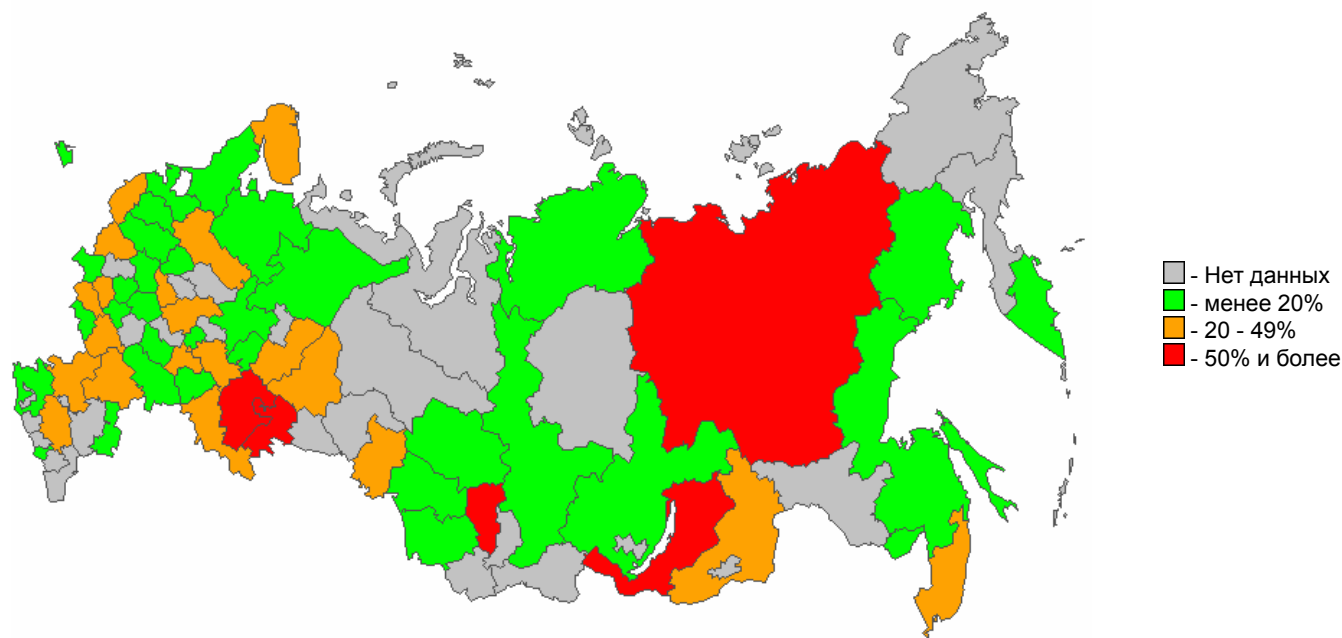 - Нет данных
- менее 20%
- 20 - 49%
- 50% и более